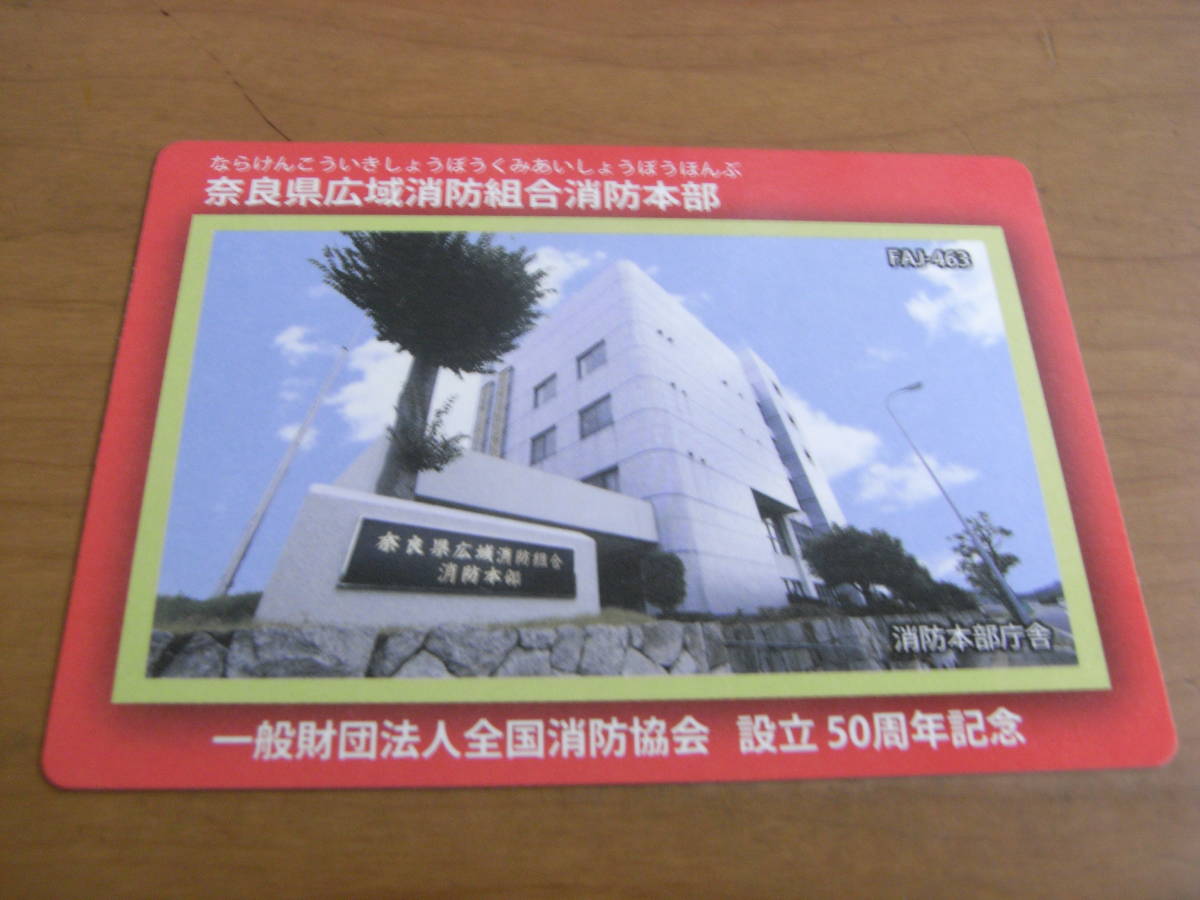 ならけんこういきしょうぼうくみあいしょうぼうほんぶ
奈良県広域消防組合消防本部
FAJ-463
奈良県広域消防組合
消防本部
消防本部庁舎
一般財団法人全国消防協会 設立50周年記念